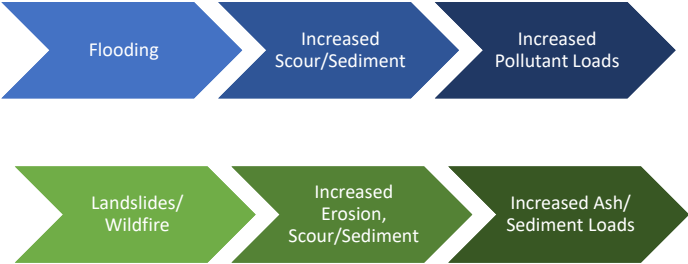 Flooding
Increased
Scour/Sediment
Increased
Pollutant Loads
Landslides/
Wildfire
Increased
Erosion,
Scour/Sediment
Increased Ash/
Sediment Loads